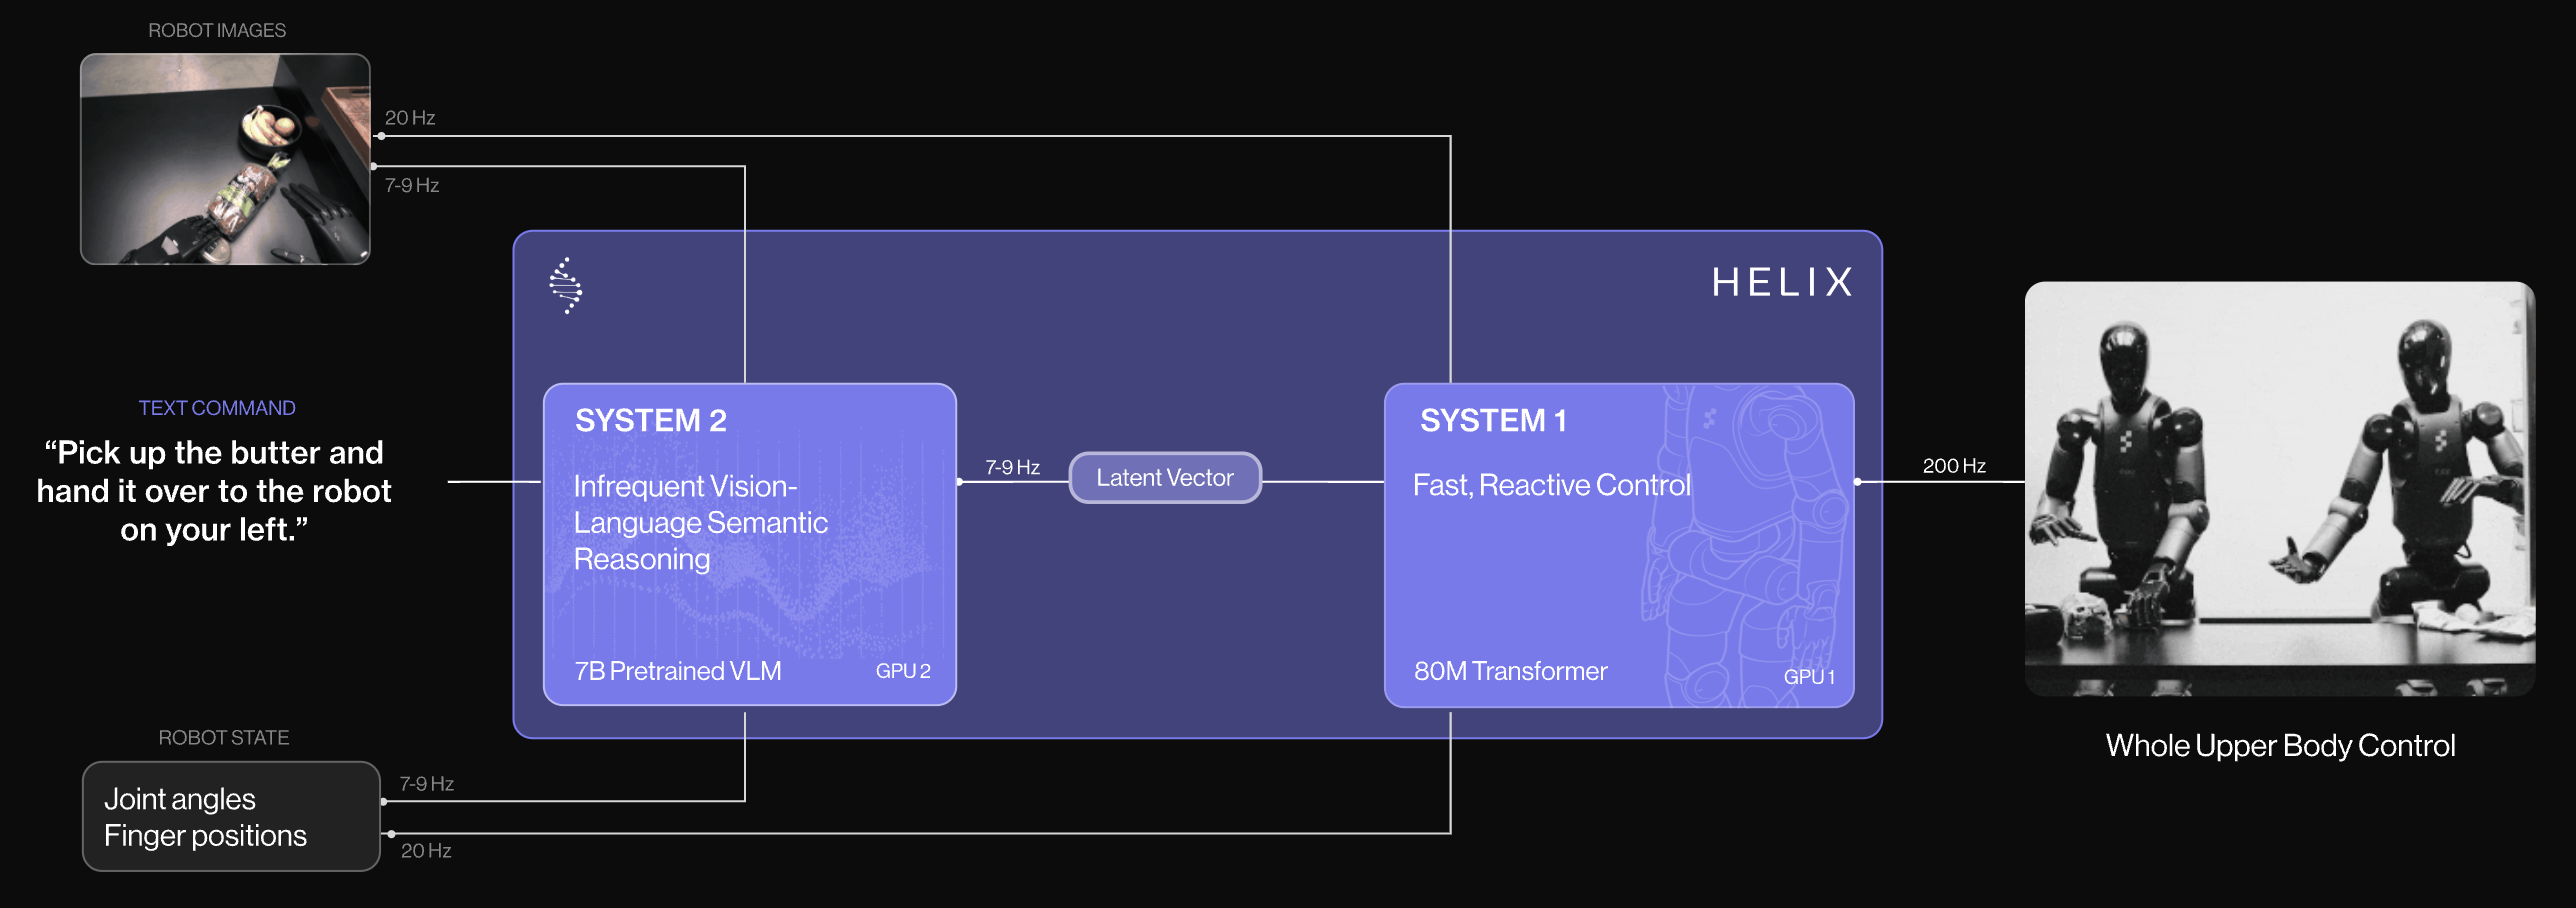 ROBOT IMAGES
20 Hz
7-9 Hz
HELIX
TEXT COMMAND
“Pick up the butter and
hand it over to the robot
on your left.”
SYSTEM 2
Infrequent Vision-
Language Semantic
Reasoning
7B Pretrained VLM
GPU 2
7-9 Hz
Latent Vector
SYSTEM 1
Fast, Reactive Control
80M Transformer
GPU 1
200 Hz
Whole Upper Body Control
ROBOT STATE
Joint angles
Finger positions
7-9 Hz
20 Hz